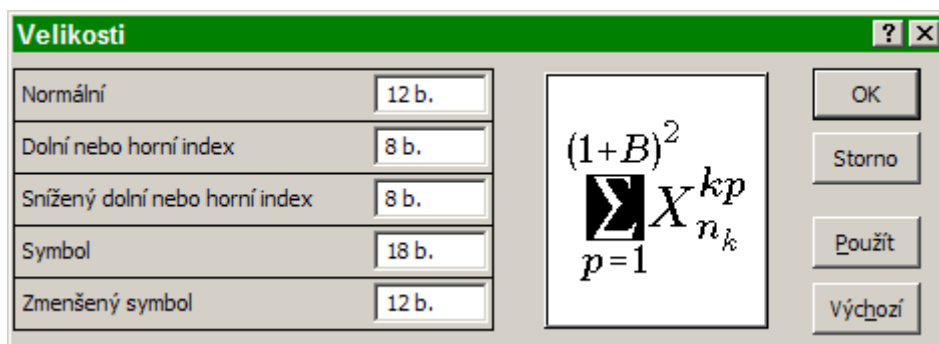 Velikosti
Normální 12 b.
Dolní nebo horní index 8 b.
Snížený dolní nebo horní index 8 b.
Symbol 18 b.
Zmenšený symbol 12 b.
(1+B)^2
∑ X^{kp}_{n_k}
p=1
OK
Storno
Použít
Výchozí